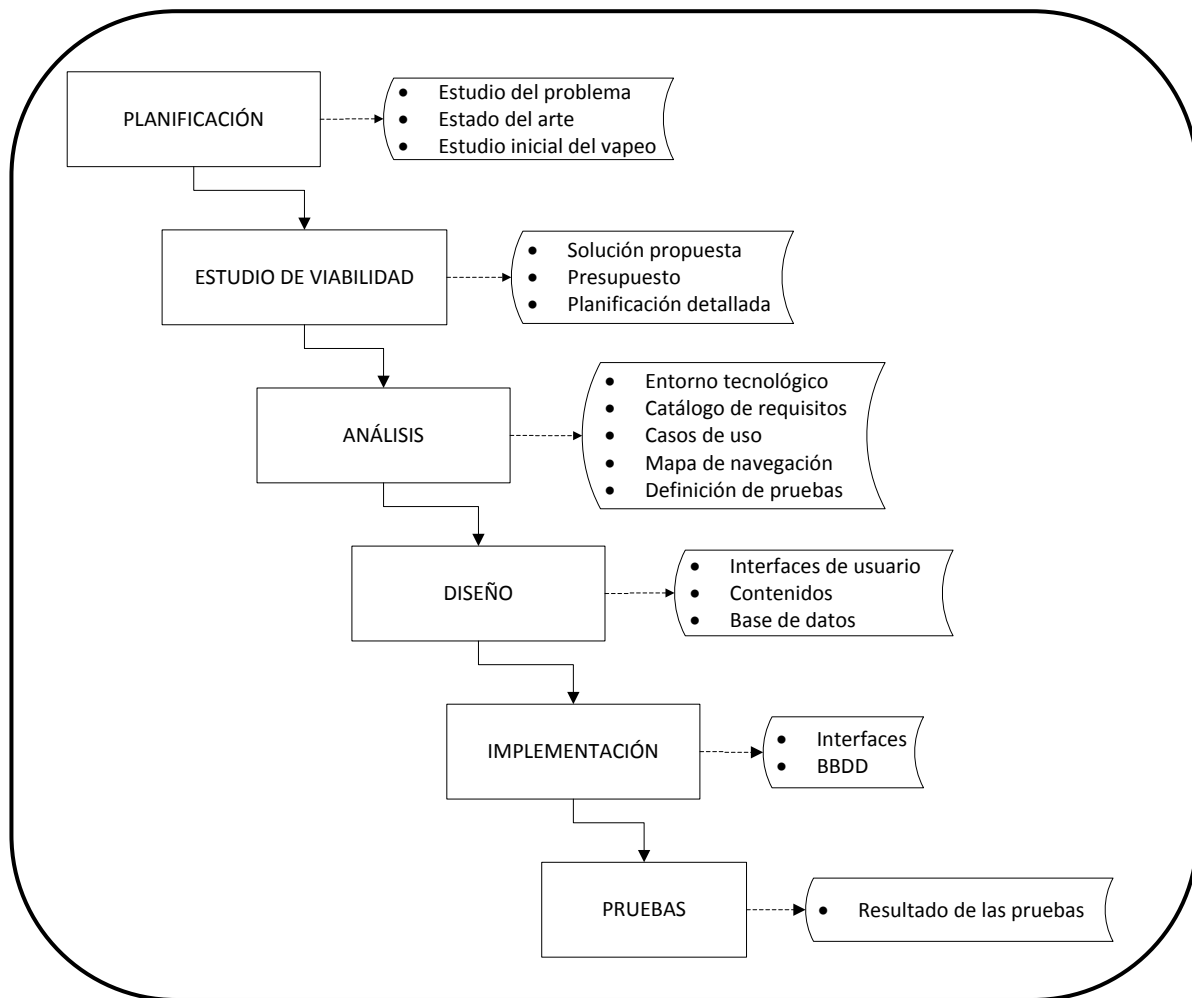 PLANIFICACIÓN
• Estudio del problema
• Estado del arte
• Estudio inicial del vapeo
ESTUDIO DE VIABILIDAD
• Solución propuesta
• Presupuesto
• Planificación detallada
ANÁLISIS
• Entorno tecnológico
• Catálogo de requisitos
• Casos de uso
• Mapa de navegación
• Definición de pruebas
DISEÑO
• Interfaces de usuario
• Contenidos
• Base de datos
IMPLEMENTACIÓN
• Interfaces
• BBDD
PRUEBAS
• Resultado de las pruebas